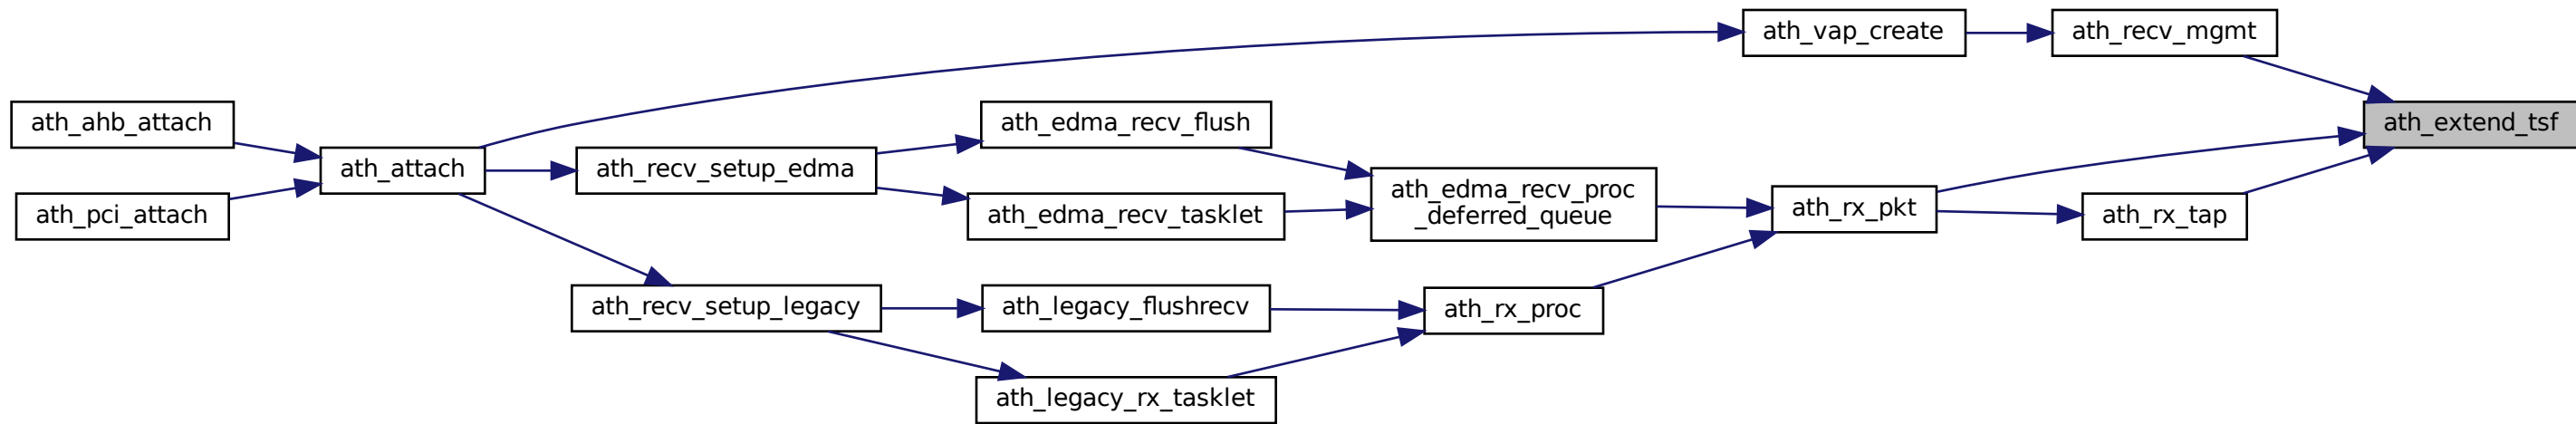 ath_vap_create
ath_recv_mgmt
ath_ahb_attach
ath_edma_recv_flush
ath_extend_tsf
ath_attach
ath_recv_setup_edma
ath_edma_recv_proc
_deferred_queue
ath_pci_attach
ath_edma_recv_tasklet
ath_rx_pkt
ath_rx_tap
ath_recv_setup_legacy
ath_legacy_flushrecv
ath_rx_proc
ath_legacy_rx_tasklet